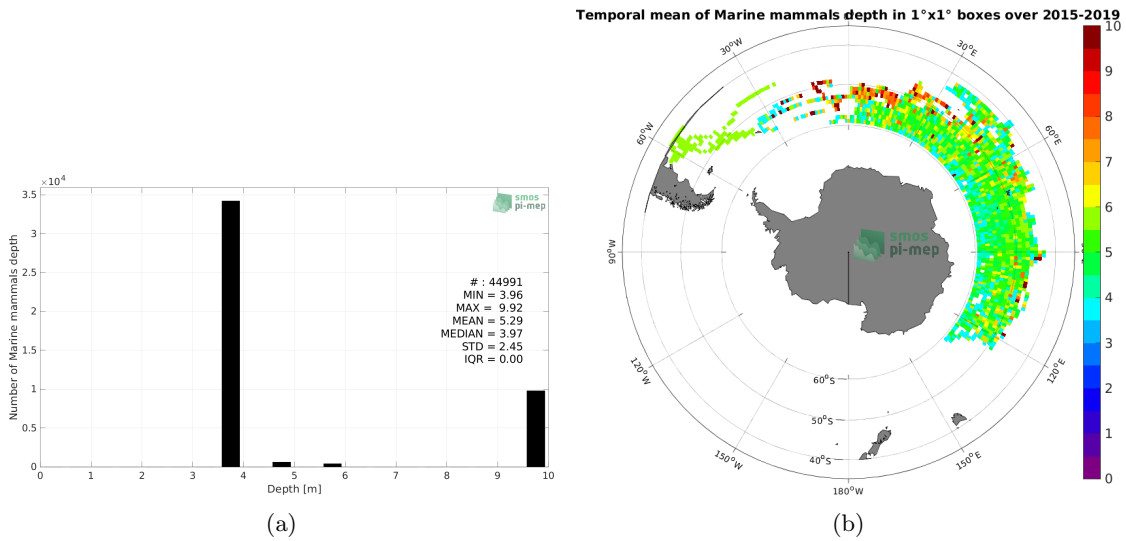 ×10⁴
3.5
3
2.5
2
1.5
1
0.5
0
Number of Marine mammals depth
smos
pi-mep
# : 44991
MIN = 3.96
MAX = 9.92
MEAN = 5.29
MEDIAN = 3.97
STD = 2.45
IQR = 0.00
0 1 2 3 4 5 6 7 8 9 10
Depth [m]
(a)
Temporal mean of Marine mammals depth in 1°x1° boxes over 2015-2019
30°W
30°E
60°W
60°E
90°W
120°W
120°E
150°W
150°E
180°W
60°S
50°S
40°S
smos
pi-mep
10
9
8
7
6
5
4
3
2
1
0
(b)